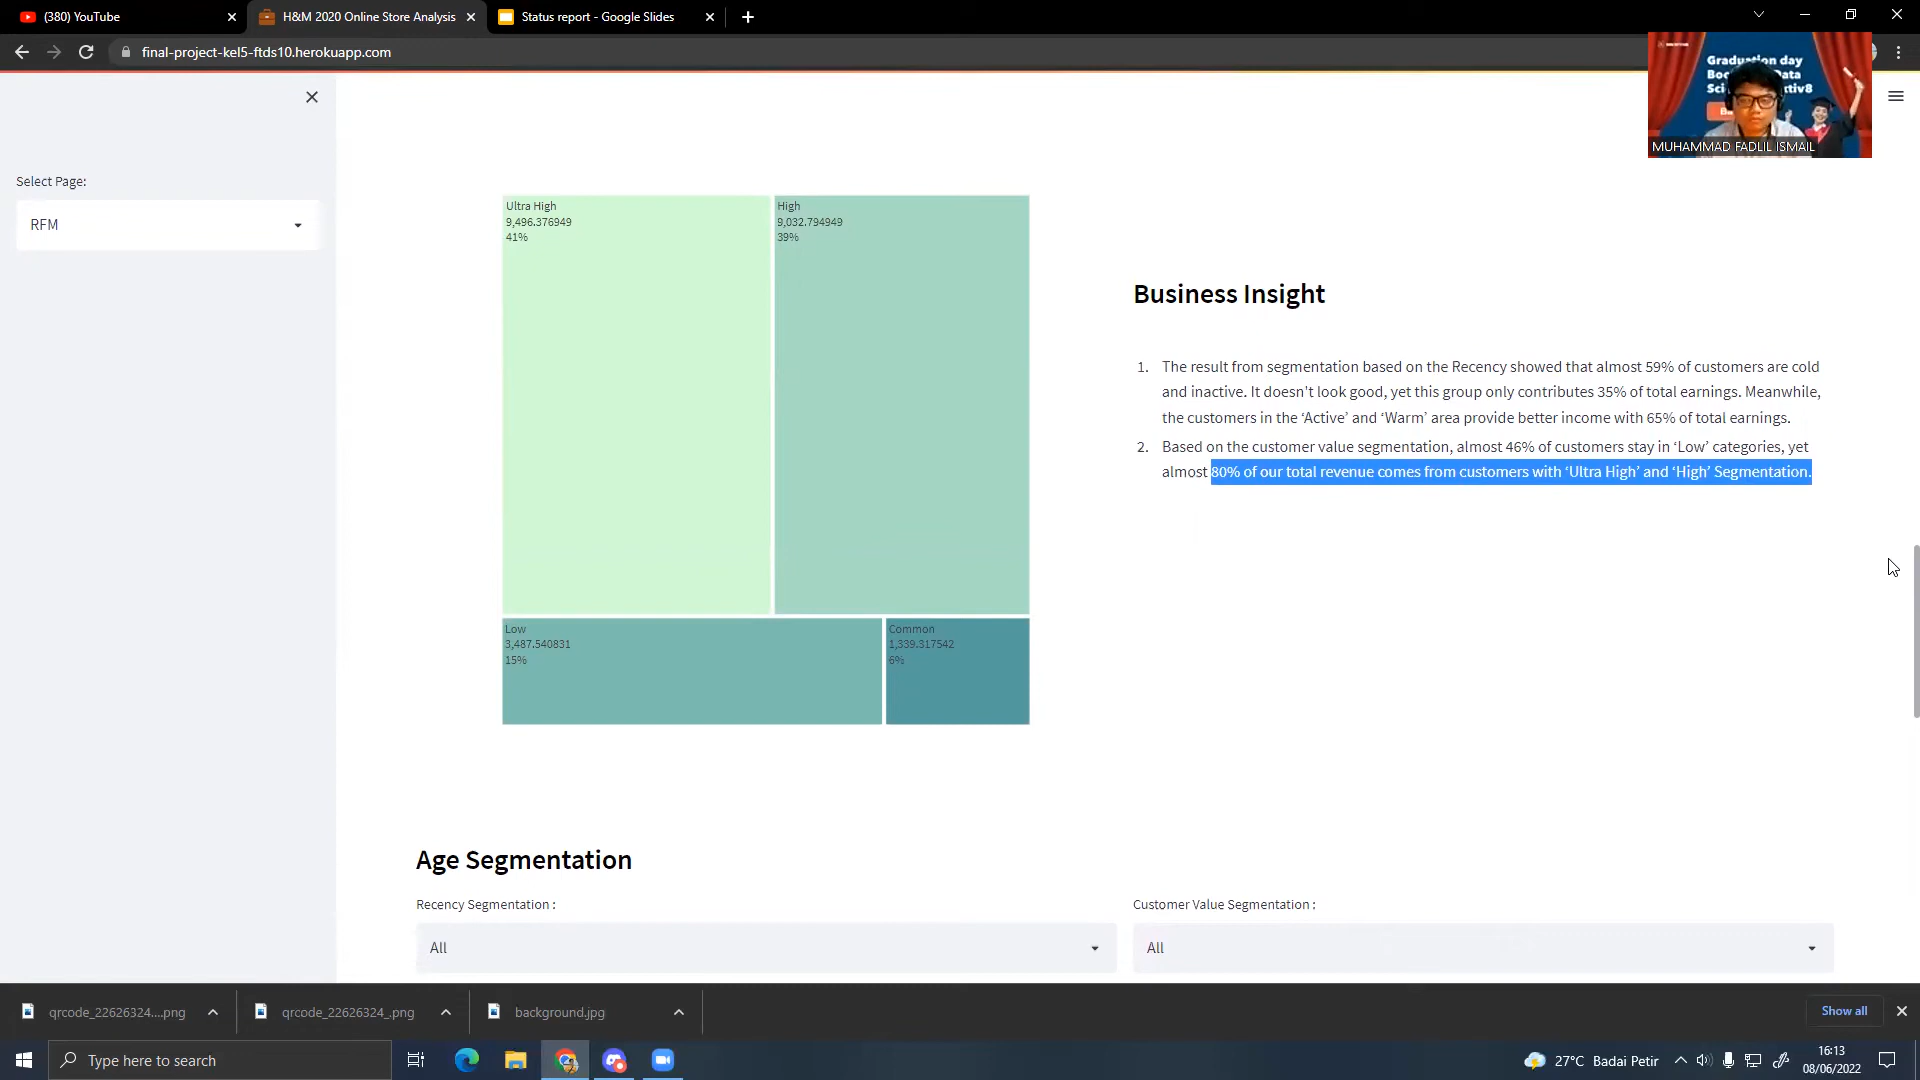 (380) YouTube
H&M 2020 Online Store Analysis
Status report - Google Slides
final-project-kel5-ftds10.herokuapp.com
Graduation day
MUHAMMAD FADLIL ISMAIL
Select Page:
RFM
Ultra High
9,496.376949
41%
High
9,032.794949
39%
Low
3,487.540831
15%
Common
1,339.317542
6%
Business Insight
1. The result from segmentation based on the Recency showed that almost 59% of customers are cold
and inactive. It doesn't look good, yet this group only contributes 35% of total earnings. Meanwhile,
the customers in the ‘Active’ and ‘Warm’ area provide better income with 65% of total earnings.
2. Based on the customer value segmentation, almost 46% of customers stay in ‘Low’ categories, yet
almost 80% of our total revenue comes from customers with ‘Ultra High’ and ‘High’ Segmentation.
Age Segmentation
Recency Segmentation :
All
Customer Value Segmentation :
All
qrcode_22626324....png
qrcode_22626324_.png
background.jpg
Show all
Type here to search
27°C Badai Petir
16:13
08/06/2022